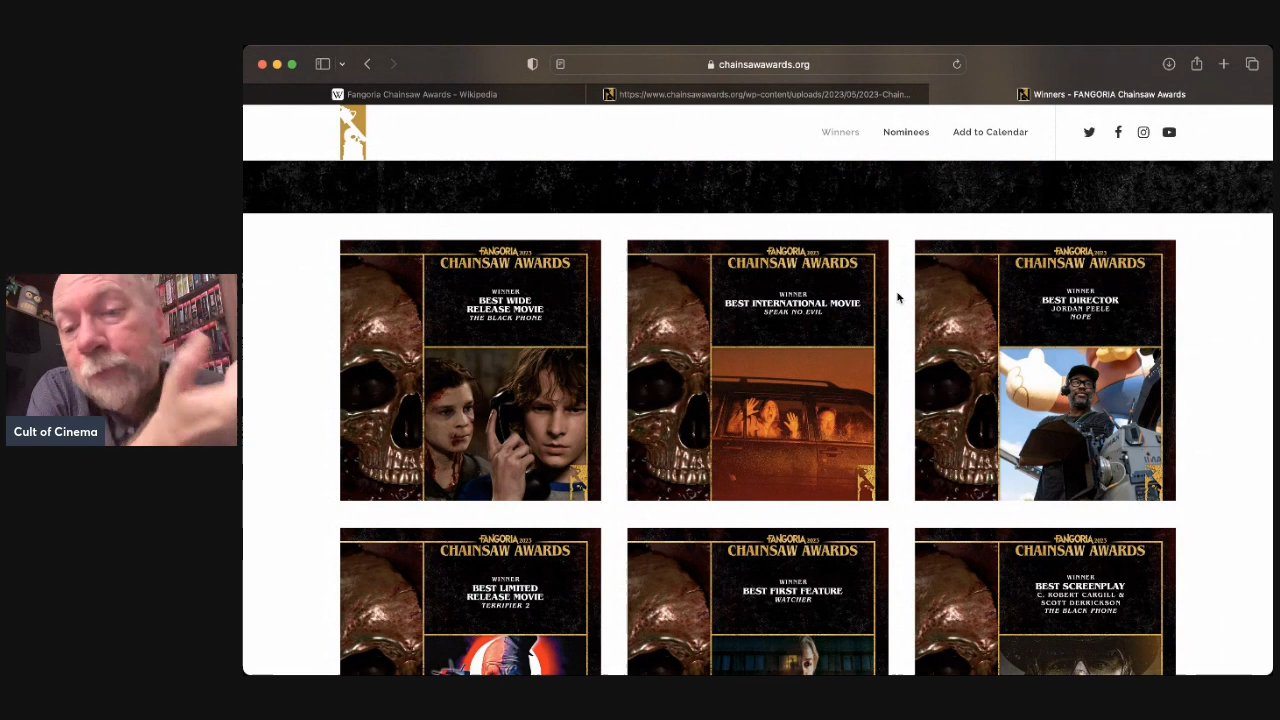 chainsawawards.org
Fangoria Chainsaw Awards – Wikipedia
https://www.chainsawawards.org/wp-content/uploads/2023/05/2023-Chain...
Winners – FANGORIA Chainsaw Awards
Winners
Nominees
Add to Calendar
FANGORIA 2023
CHAINSAW AWARDS
WINNER
BEST WIDE
RELEASE MOVIE
THE BLACK PHONE
FANGORIA 2023
CHAINSAW AWARDS
WINNER
BEST INTERNATIONAL MOVIE
SPEAK NO EVIL
FANGORIA 2023
CHAINSAW AWARDS
WINNER
BEST DIRECTOR
JORDAN PEELE
NOPE
Cult of Cinema
FANGORIA 2023
CHAINSAW AWARDS
WINNER
BEST LIMITED
RELEASE MOVIE
TERRIFIER 2
FANGORIA 2023
CHAINSAW AWARDS
WINNER
BEST FIRST FEATURE
WATCHER
FANGORIA 2023
CHAINSAW AWARDS
WINNER
BEST SCREENPLAY
C. ROBERT CARGILL &
SCOTT DERRICKSON
THE BLACK PHONE